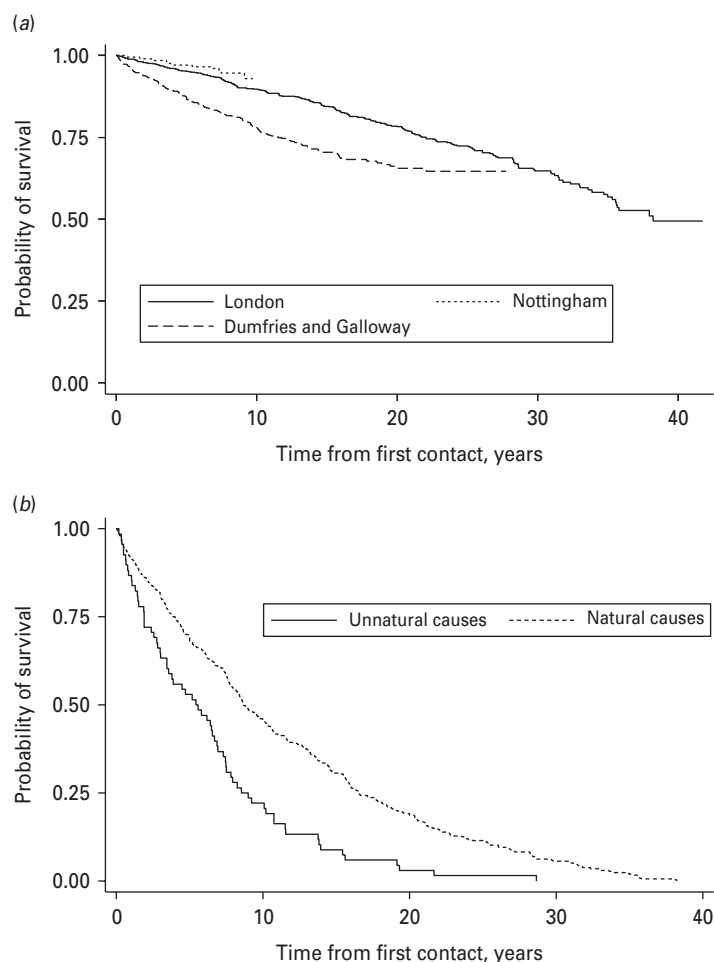 (a)
1.00
0.75
0.50
0.25
0.00
Probability of survival
London
Nottingham
Dumfries and Galloway
0
10
20
30
40
Time from first contact, years
(b)
1.00
0.75
0.50
0.25
0.00
Probability of survival
Unnatural causes
Natural causes
0
10
20
30
40
Time from first contact, years